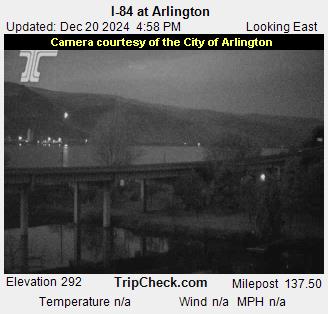 I-84 at Arlington
Updated: Dec 20 2024 4:58 PM Looking East
Camera courtesy of the City of Arlington
Elevation 292 TripCheck.com Milepost 137.50
Temperature n/a Wind n/a MPH n/a